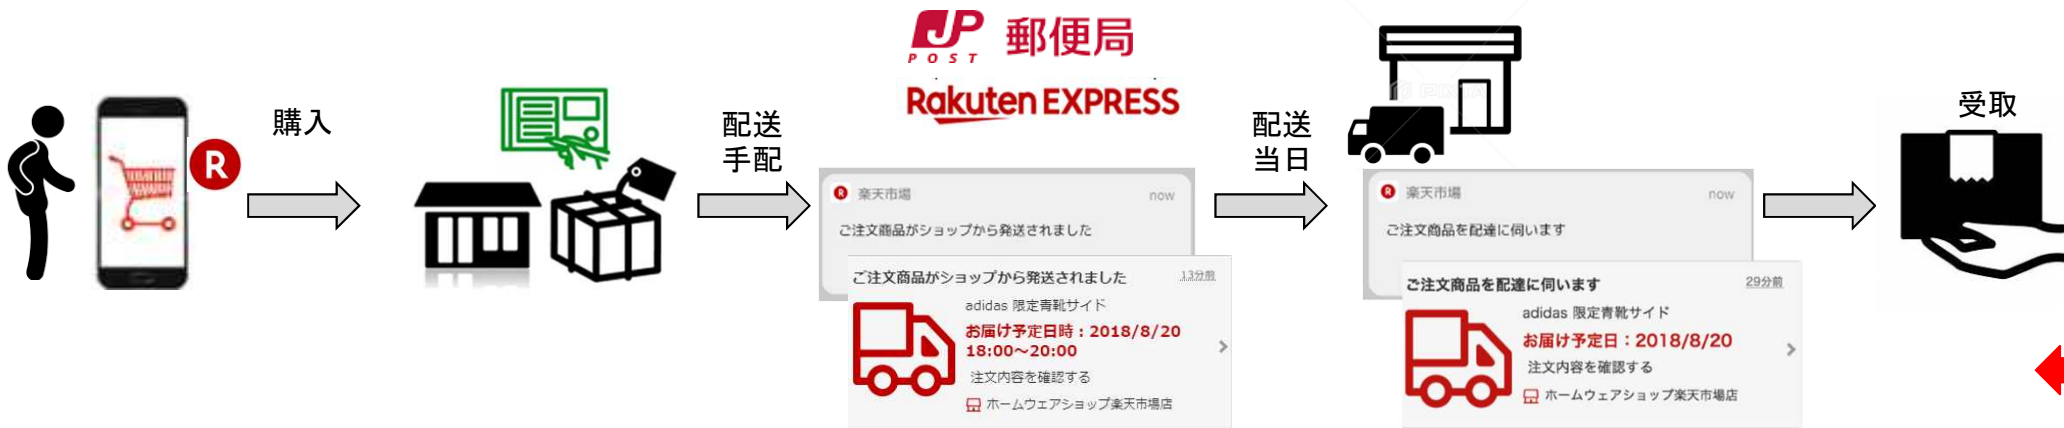 R
購入
配送
手配
JP
POST
郵便局
Rakuten EXPRESS
R
楽天市場
now
ご注文商品がショップから発送されました
ご注文商品がショップから発送されました
13分前
adidas 限定青靴サイド
お届け予定日時：2018/8/20
18:00～20:00
注文内容を確認する
ホームウェアショップ楽天市場店
配送
当日
R
楽天市場
now
ご注文商品を配達に伺います
ご注文商品を配達に伺います
29分前
adidas 限定青靴サイド
お届け予定日：2018/8/20
注文内容を確認する
ホームウェアショップ楽天市場店
受取